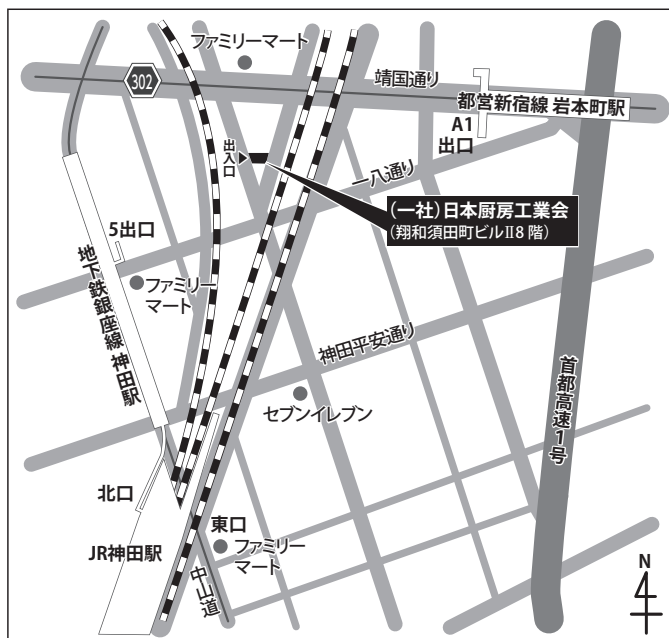 ファミリーマート
302
靖国通り
都営新宿線 岩本町駅
A1
出口
出入口
一八通り
(一社)日本厨房工業会
(翔和須田町ビルⅡ8 階)
5出口
ファミリー
マート
地下鉄銀座線 神田駅
神田平安通り
セブンイレブン
首都高速1号
北口
東口
JR神田駅
ファミリー
マート
中山道
N